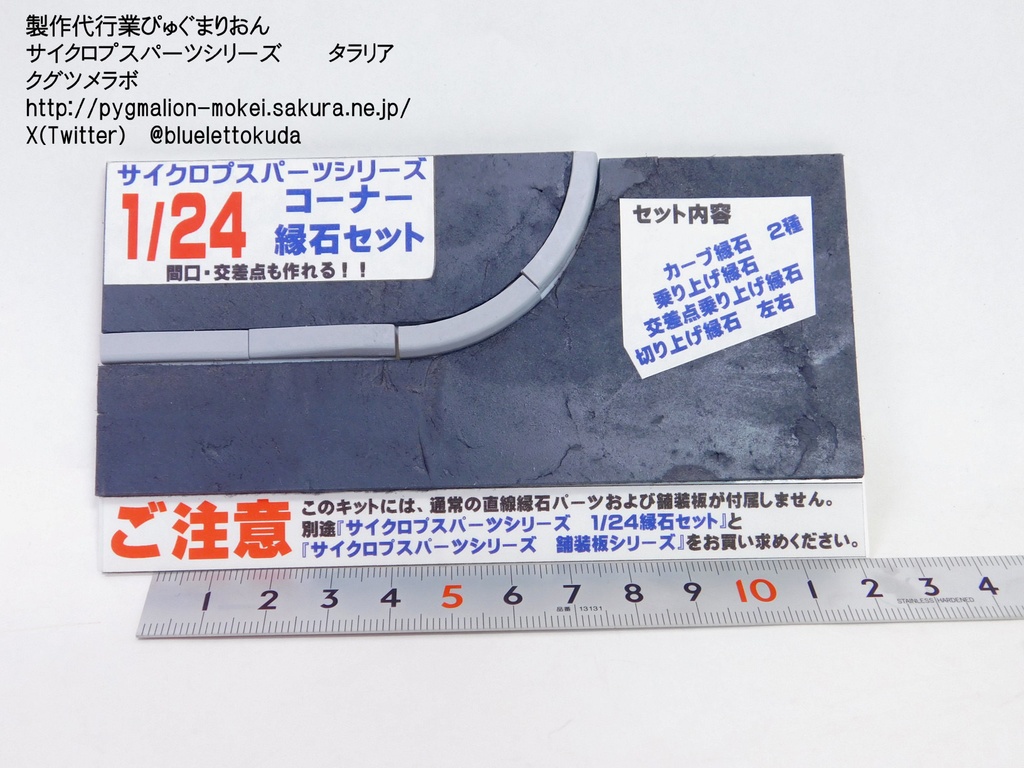 製作代行業ぴゅぐまりおん
サイクロプスパーツシリーズ　　タラリア
クグツメラボ
http://pygmalion-mokei.sakura.ne.jp/
X(Twitter)　@bluelettokuda
サイクロプスパーツシリーズ
1/24 コーナー
縁石セット
間口・交差点も作れる！！
セット内容
カーブ縁石　２種
乗り上げ縁石
交差点乗り上げ縁石
切り上げ縁石　左右
ご注意
このキットには、通常の直線縁石パーツおよび舗装板が付属しません。
別途『サイクロプスパーツシリーズ　1/24縁石セット』と
『サイクロプスパーツシリーズ　舗装板シリーズ』をお買い求めください。
1 2 3 4 5 6 7 8 9 10 1 2 3 4
品番 13131
STAINLESS HARDENED